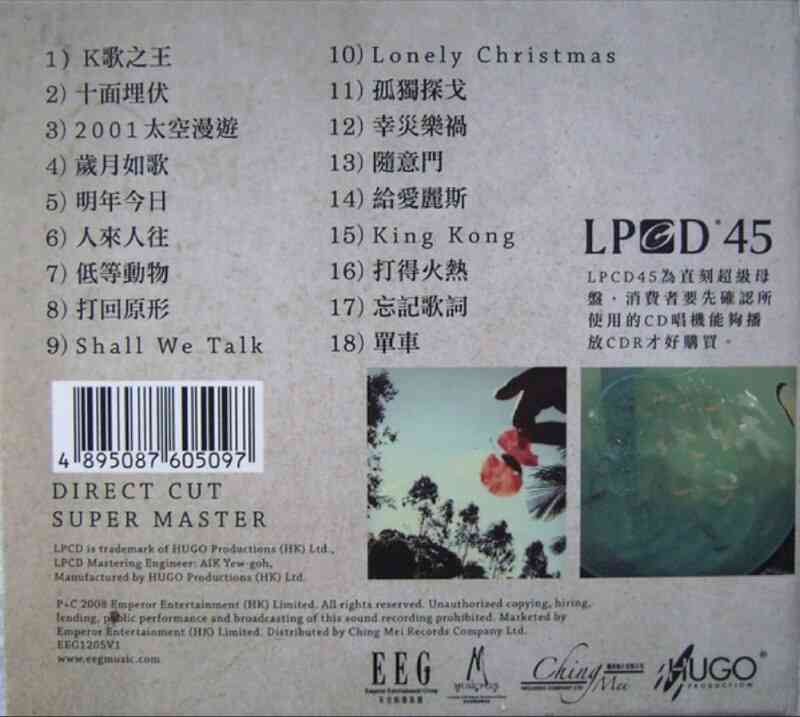 1) K歌之王
2) 十面埋伏
3) 2001太空漫遊
4) 歲月如歌
5) 明年今日
6) 人來人往
7) 低等動物
8) 打回原形
9) Shall We Talk
10) Lonely Christmas
11) 孤獨探戈
12) 幸災樂禍
13) 隨意門
14) 給愛麗斯
15) King Kong
16) 打得火熱
17) 忘記歌詞
18) 單車
LPCD 45
LPCD45為直刻超級母
盤，消費者要先確認所
使用的CD唱機能夠播
放CDR才好購買。
4 895087 605097
DIRECT CUT
SUPER MASTER
LPCD is trademark of HUGO Productions (HK) Ltd.,
LPCD Mastering Engineer: AIK Yew-goh,
Manufactured by HUGO Productions (HK) Ltd.
P+C 2008 Emperor Entertainment (HK) Limited. All rights reserved. Unauthorized copying, hiring,
lending, public performance and broadcasting of this sound recording prohibited. Marketed by
Emperor Entertainment (HK) Limited. Distributed by Ching Mei Records Company Ltd.
EEG1205V1
www.eegmusic.com
EEG
Emperor Entertainment Group
Ching Mei
HUGO®
PRODUCTION